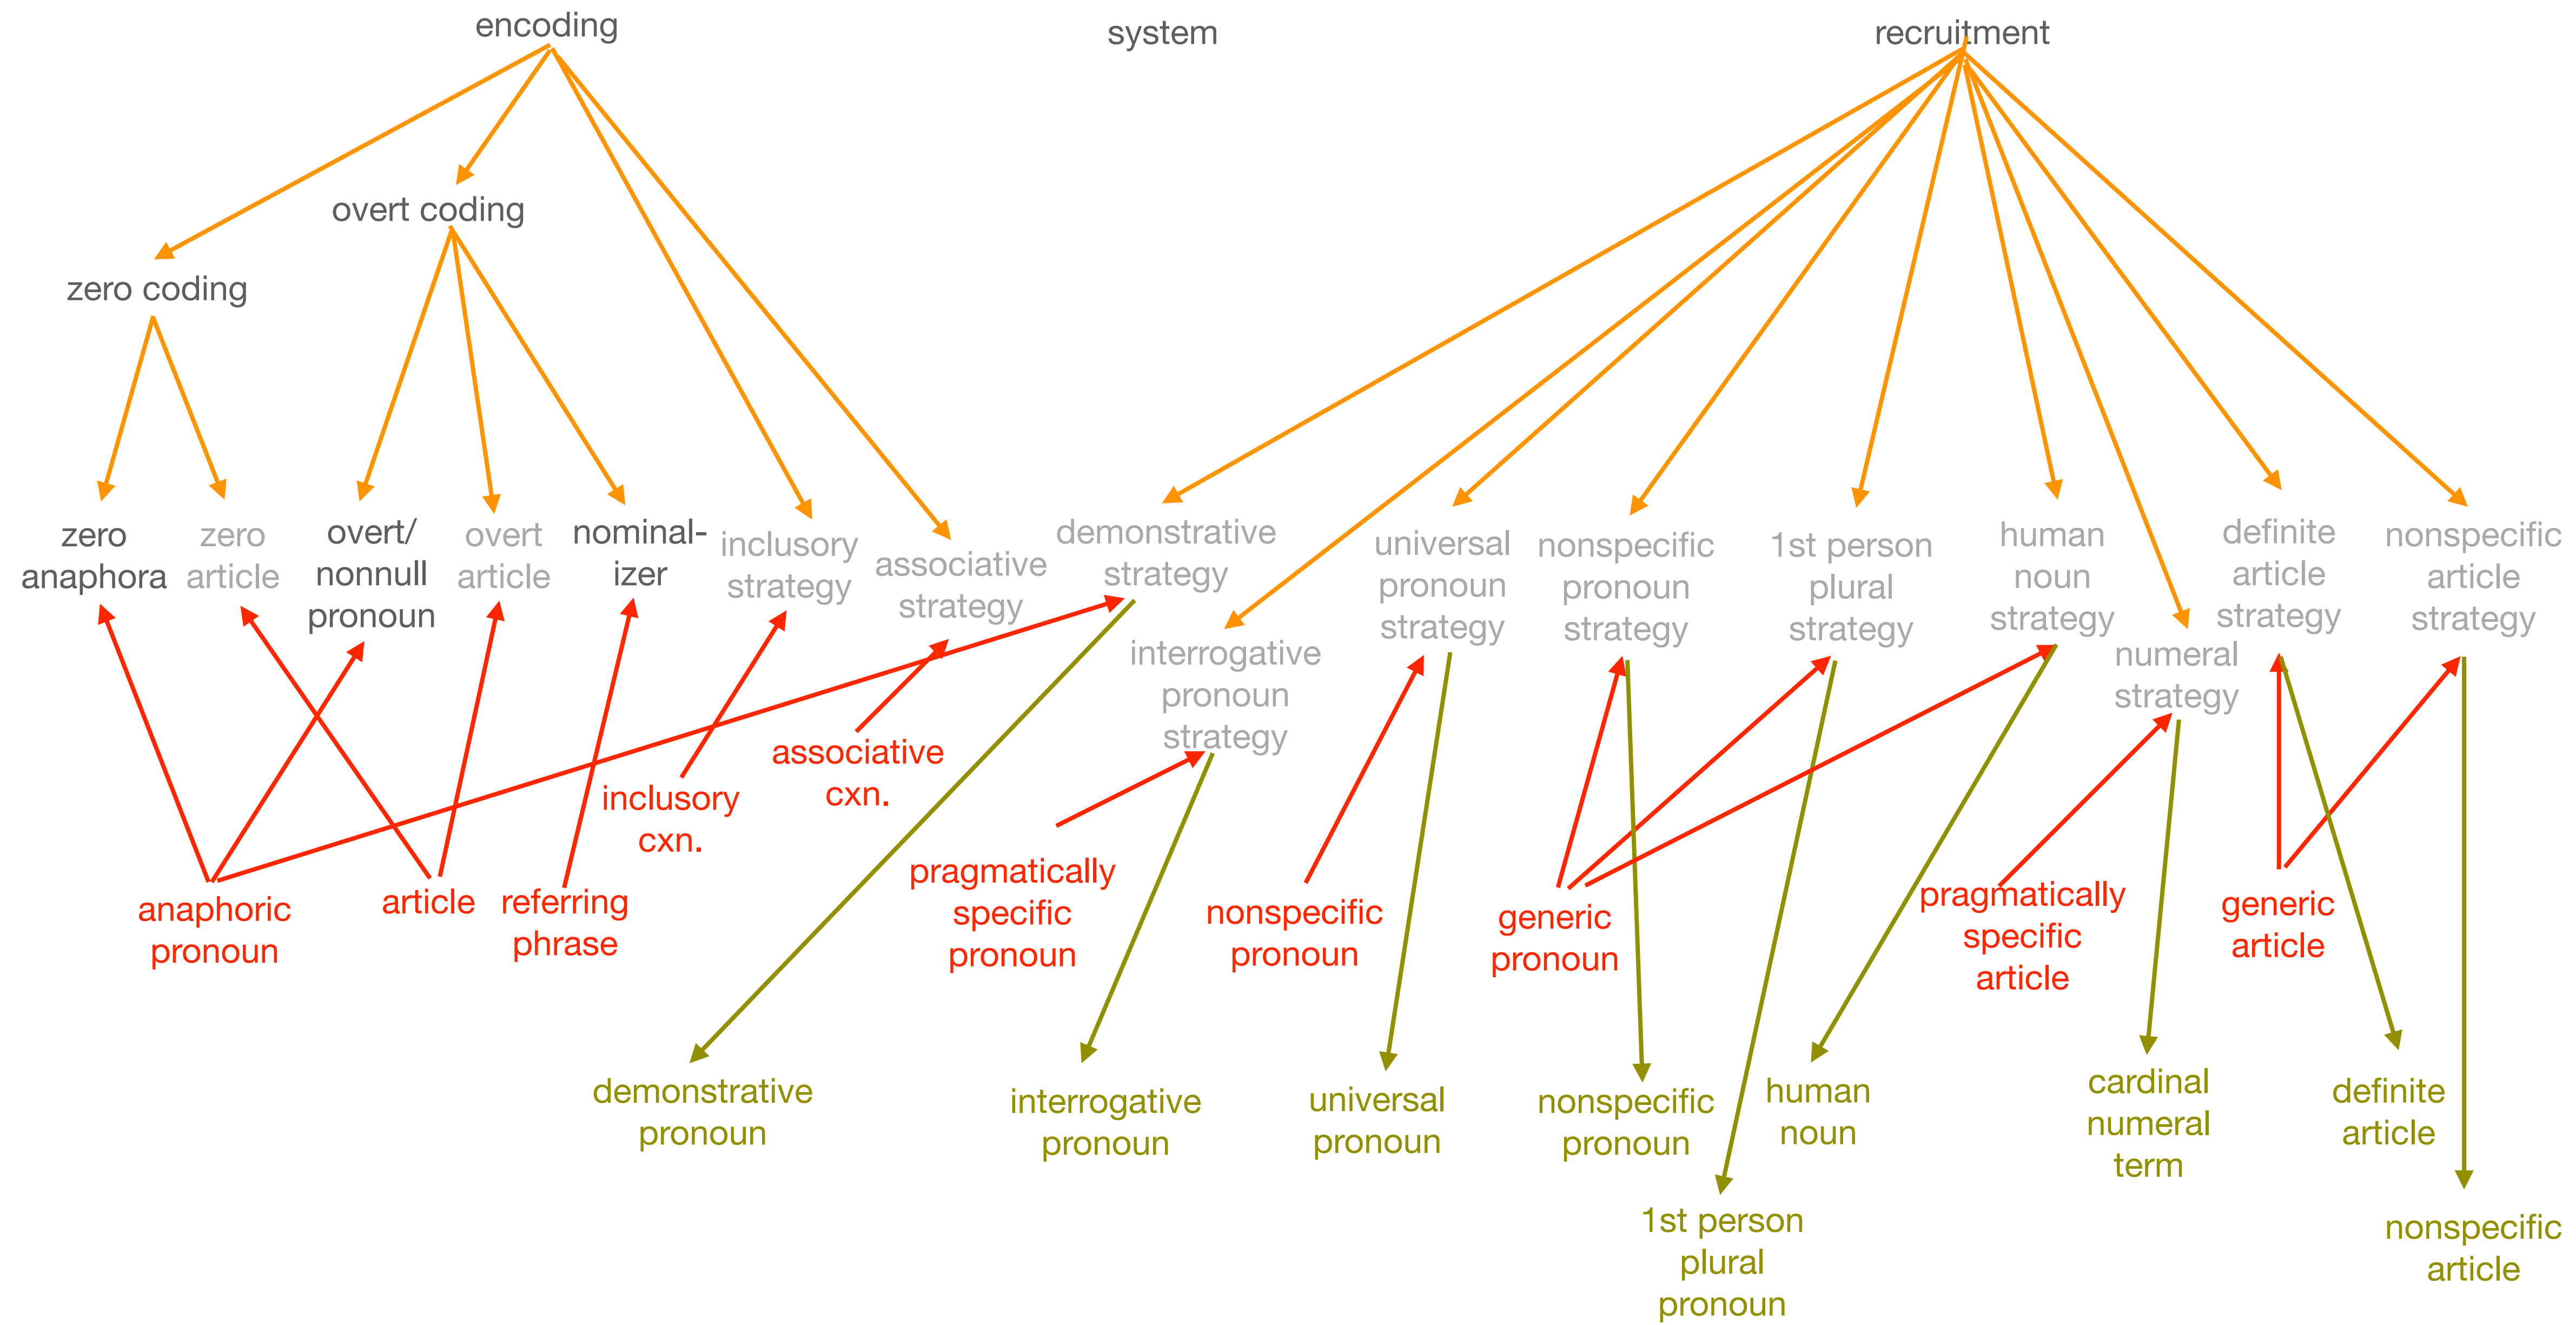 encoding
system
recruitment
overt coding
zero coding
zero
anaphora
zero
article
overt/
nonnull
pronoun
overt
article
nominal-
izer
inclusory
strategy
associative
strategy
demonstrative
strategy
interrogative
pronoun
strategy
universal
pronoun
strategy
nonspecific
pronoun
strategy
1st person
plural
strategy
human
noun
strategy
numeral
strategy
definite
article
strategy
nonspecific
article
strategy
anaphoric
pronoun
article
referring
phrase
inclusory
cxn.
associative
cxn.
pragmatically
specific
pronoun
nonspecific
pronoun
generic
pronoun
pragmatically
specific
article
generic
article
demonstrative
pronoun
interrogative
pronoun
universal
pronoun
nonspecific
pronoun
1st person
plural
pronoun
human
noun
cardinal
numeral
term
definite
article
nonspecific
article